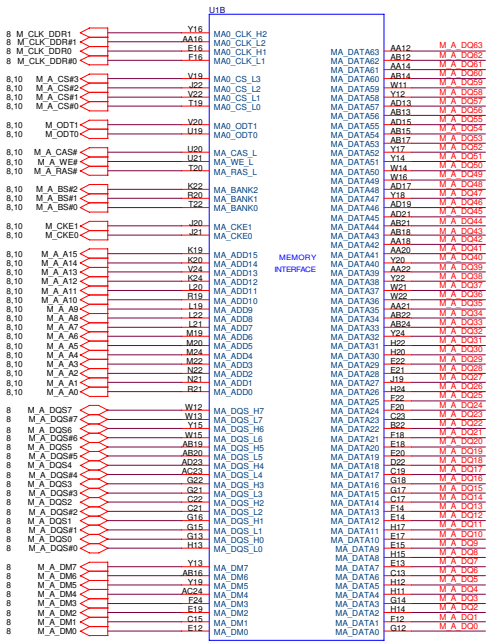 U1B
8 M_CLK_DDR1 Y16 MA0_CLK_H2
8 M_CLK_DDR#1 AA16 MA0_CLK_L2
8 M_CLK_DDR0 E16 MA0_CLK_H1
8 M_CLK_DDR#0 F16 MA0_CLK_L1
8,10 M_A_CS#3 V19 MA0_CS_L3
8,10 M_A_CS#2 J22 MA0_CS_L2
8,10 M_A_CS#1 V22 MA0_CS_L1
8,10 M_A_CS#0 T19 MA0_CS_L0
8,10 M_ODT1 V20 MA0_ODT1
8,10 M_ODT0 U19 MA0_ODT0
8,10 M_A_CAS# U20 MA_CAS_L
8,10 M_A_WE# U21 MA_WE_L
8,10 M_A_RAS# T20 MA_RAS_L
8,10 M_A_BS#2 K22 MA_BANK2
8,10 M_A_BS#1 R20 MA_BANK1
8,10 M_A_BS#0 T22 MA_BANK0
8,10 M_CKE1 J20 MA_CKE1
8,10 M_CKE0 J21 MA_CKE0
8,10 M_A_A15 K19 MA_ADD15
8,10 M_A_A14 K20 MA_ADD14
8,10 M_A_A13 V24 MA_ADD13
8,10 M_A_A12 K24 MA_ADD12
8,10 M_A_A11 L20 MA_ADD11
8,10 M_A_A10 R19 MA_ADD10
8,10 M_A_A9 L19 MA_ADD9
8,10 M_A_A8 L22 MA_ADD8
8,10 M_A_A7 L21 MA_ADD7
8,10 M_A_A6 M19 MA_ADD6
8,10 M_A_A5 M20 MA_ADD5
8,10 M_A_A4 M24 MA_ADD4
8,10 M_A_A3 M22 MA_ADD3
8,10 M_A_A2 N22 MA_ADD2
8,10 M_A_A1 N21 MA_ADD1
8,10 M_A_A0 R21 MA_ADD0
8 M_A_DQS7 W12 MA_DQS_H7
8 M_A_DQS#7 W13 MA_DQS_L7
8 M_A_DQS6 Y15 MA_DQS_H6
8 M_A_DQS#6 W15 MA_DQS_L6
8 M_A_DQS5 AB19 MA_DQS_H5
8 M_A_DQS#5 AB20 MA_DQS_L5
8 M_A_DQS4 AD23 MA_DQS_H4
8 M_A_DQS#4 AC23 MA_DQS_L4
8 M_A_DQS3 G22 MA_DQS_H3
8 M_A_DQS#3 G21 MA_DQS_L3
8 M_A_DQS2 C22 MA_DQS_H2
8 M_A_DQS#2 C21 MA_DQS_L2
8 M_A_DQS1 G16 MA_DQS_H1
8 M_A_DQS#1 G15 MA_DQS_L1
8 M_A_DQS0 G13 MA_DQS_H0
8 M_A_DQS#0 H13 MA_DQS_L0
8 M_A_DM7 Y13 MA_DM7
8 M_A_DM6 AB16 MA_DM6
8 M_A_DM5 Y19 MA_DM5
8 M_A_DM4 AC24 MA_DM4
8 M_A_DM3 F24 MA_DM3
8 M_A_DM2 E19 MA_DM2
8 M_A_DM1 C15 MA_DM1
8 M_A_DM0 E12 MA_DM0
MEMORY
INTERFACE
MA_DATA63 AA12 M_A_DQ63
MA_DATA62 AB12 M_A_DQ62
MA_DATA61 AA14 M_A_DQ61
MA_DATA60 AB14 M_A_DQ60
MA_DATA59 W11 M_A_DQ59
MA_DATA58 Y12 M_A_DQ58
MA_DATA57 AD13 M_A_DQ57
MA_DATA56 AB13 M_A_DQ56
MA_DATA55 AD15 M_A_DQ55
MA_DATA54 AB15 M_A_DQ54
MA_DATA53 AB17 M_A_DQ53
MA_DATA52 Y17 M_A_DQ52
MA_DATA51 Y14 M_A_DQ51
MA_DATA50 W14 M_A_DQ50
MA_DATA49 W16 M_A_DQ49
MA_DATA48 AD17 M_A_DQ48
MA_DATA47 Y18 M_A_DQ47
MA_DATA46 AD19 M_A_DQ46
MA_DATA45 AD21 M_A_DQ45
MA_DATA44 AB21 M_A_DQ44
MA_DATA43 AB18 M_A_DQ43
MA_DATA42 AA18 M_A_DQ42
MA_DATA41 AA20 M_A_DQ41
MA_DATA40 Y20 M_A_DQ40
MA_DATA39 AA22 M_A_DQ39
MA_DATA38 Y22 M_A_DQ38
MA_DATA37 W21 M_A_DQ37
MA_DATA36 W22 M_A_DQ36
MA_DATA35 AA21 M_A_DQ35
MA_DATA34 AB22 M_A_DQ34
MA_DATA33 AB24 M_A_DQ33
MA_DATA32 Y24 M_A_DQ32
MA_DATA31 H22 M_A_DQ31
MA_DATA30 H20 M_A_DQ30
MA_DATA29 E22 M_A_DQ29
MA_DATA28 E21 M_A_DQ28
MA_DATA27 J19 M_A_DQ27
MA_DATA26 H24 M_A_DQ26
MA_DATA25 F22 M_A_DQ25
MA_DATA24 F20 M_A_DQ24
MA_DATA23 C23 M_A_DQ23
MA_DATA22 B22 M_A_DQ22
MA_DATA21 F18 M_A_DQ21
MA_DATA20 E18 M_A_DQ20
MA_DATA19 E20 M_A_DQ19
MA_DATA18 D22 M_A_DQ18
MA_DATA17 C19 M_A_DQ17
MA_DATA16 G18 M_A_DQ16
MA_DATA15 G17 M_A_DQ15
MA_DATA14 C17 M_A_DQ14
MA_DATA13 F14 M_A_DQ13
MA_DATA12 E14 M_A_DQ12
MA_DATA11 H17 M_A_DQ11
MA_DATA10 E17 M_A_DQ10
MA_DATA9 E15 M_A_DQ9
MA_DATA8 H15 M_A_DQ8
MA_DATA7 E13 M_A_DQ7
MA_DATA6 C13 M_A_DQ6
MA_DATA5 H12 M_A_DQ5
MA_DATA4 H11 M_A_DQ4
MA_DATA3 G14 M_A_DQ3
MA_DATA2 H14 M_A_DQ2
MA_DATA1 F12 M_A_DQ1
MA_DATA0 G12 M_A_DQ0